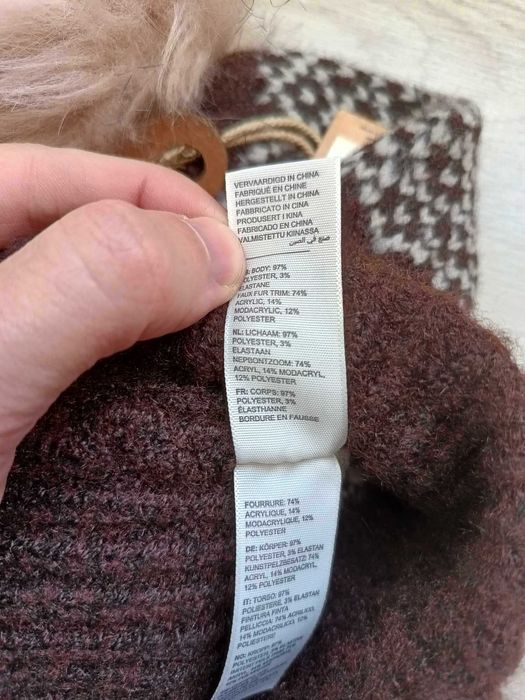 VERVAARDIGD IN CHINA
FABRIQUÉ EN CHINE
HERGESTELLT IN CHINA
FABBRICATO IN CINA
PRODUSERT I KINA
FABRICADO EN CHINA
VALMISTETTU KIINASSA
صنع في الصين
BODY: 97%
POLYESTER, 3%
ELASTANE
FAUX FUR TRIM: 74%
ACRYLIC, 14%
MODACRYLIC, 12%
POLYESTER
NL: LICHAAM: 97%
POLYESTER, 3%
ELASTAAN
NEPBONTZOOM: 74%
ACRYL, 14% MODACRYL,
12% POLYESTER
FR: CORPS: 97%
POLYESTER, 3%
ÉLASTHANNE
BORDURE EN FAUSSE
FOURRURE: 74%
ACRYLIQUE, 14%
MODACRYLIQUE, 12%
POLYESTER
DE: KÖRPER: 97%
POLYESTER, 3% ELASTAN
KUNSTPELZBESATZ: 74%
ACRYL, 14% MODACRYL,
12% POLYESTER
IT: TORSO: 97%
POLIESTERE, 3% ELASTAN
FINITURA FINTA
PELLICCIA: 74% ACRILICO,
14% MODACRILICO, 12%
POLIESTERE
NO: KROPP: 97%